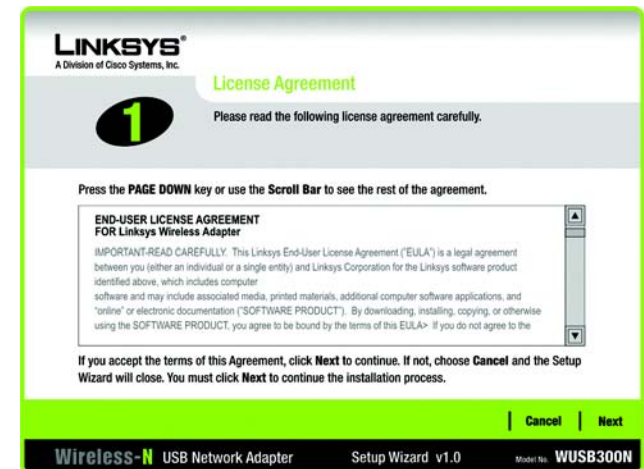 LINKSYS®
A Division of Cisco Systems, Inc.
License Agreement
1
Please read the following license agreement carefully.
Press the PAGE DOWN key or use the Scroll Bar to see the rest of the agreement.
END-USER LICENSE AGREEMENT
FOR Linksys Wireless Adapter
IMPORTANT-READ CAREFULLY. This Linksys End-User License Agreement ("EULA") is a legal agreement
between you (either an individual or a single entity) and Linksys Corporation for the Linksys software product
identified above, which includes computer
software and may include associated media, printed materials, additional computer software applications, and
"online" or electronic documentation ("SOFTWARE PRODUCT"). By downloading, installing, copying, or otherwise
using the SOFTWARE PRODUCT, you agree to be bound by the terms of this EULA> If you do not agree to the
If you accept the terms of this Agreement, click Next to continue. If not, choose Cancel and the Setup
Wizard will close. You must click Next to continue the installation process.
Cancel Next
Wireless-N USB Network Adapter Setup Wizard v1.0 Model No. WUSB300N